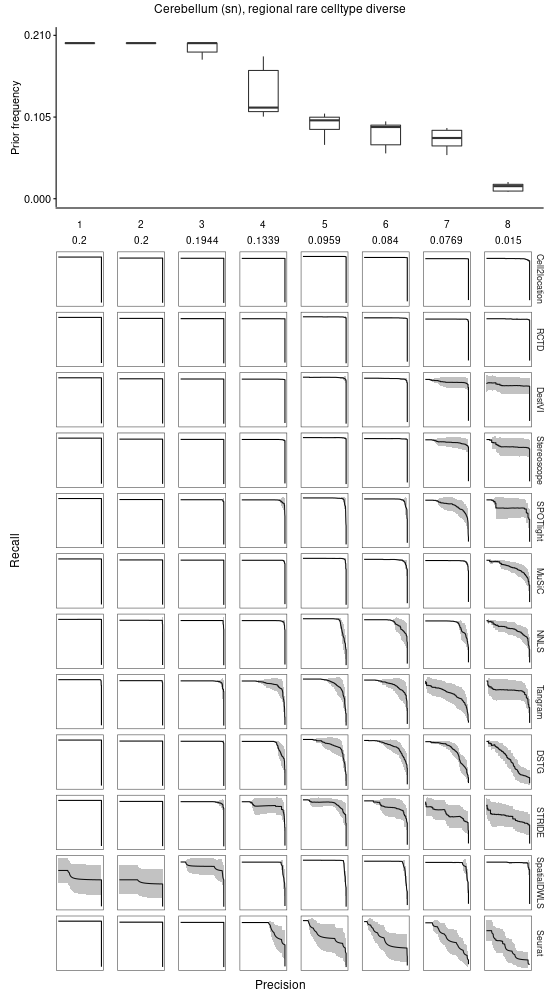 Cerebellum (sn), regional rare celltype diverse
Prior frequency
0.210
0.105
0.000
1 2 3 4 5 6 7 8
0.2 0.2 0.1944 0.1339 0.0959 0.084 0.0769 0.015
Cell2location
RCTD
DestVI
Stereoscope
SPOTlight
MuSiC
NNLS
Tangram
DSTG
STRIDE
SpatialDWLS
Seurat
Recall
Precision